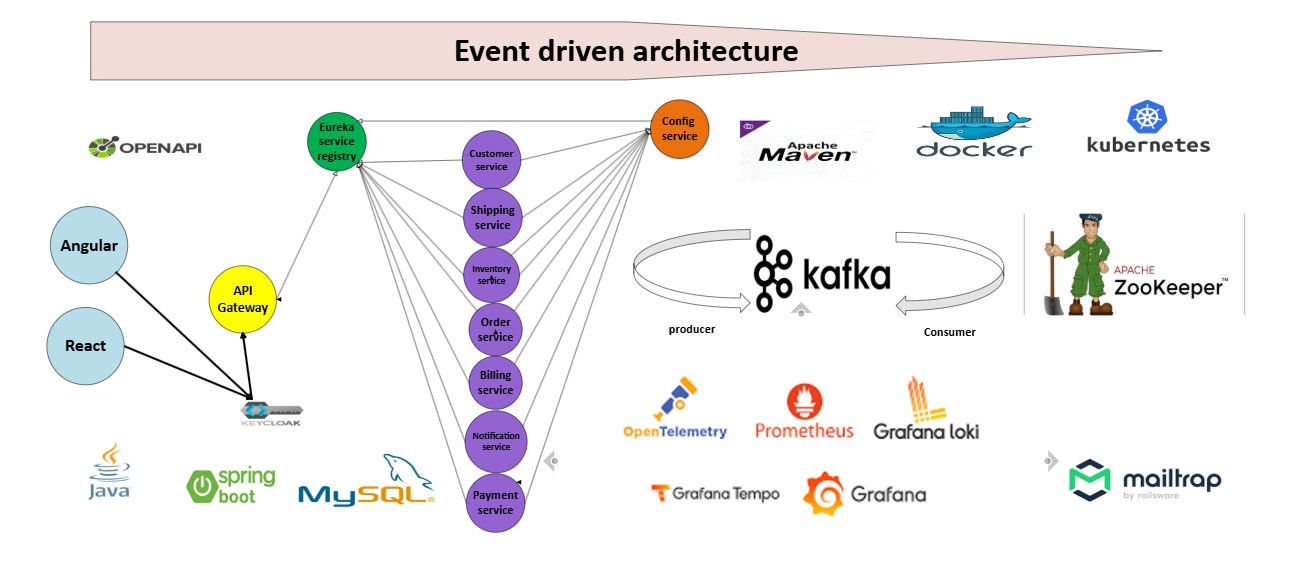 Event driven architecture
OPENAPI
Eureka
service
registry
Customer
service
Config
service
Apache
Maven™
docker
kubernetes
Shipping
service
Angular
API
Gateway
Inventory
service
kafka
APACHE
ZooKeeper™
producer
Consumer
React
Order
service
Billing
service
KEYCLOAK
OpenTelemetry
Prometheus
Grafana loki
Notification
service
Java
spring
boot
MySQL®
Payment
service
Grafana Tempo
Grafana
mailtrap
by railsware